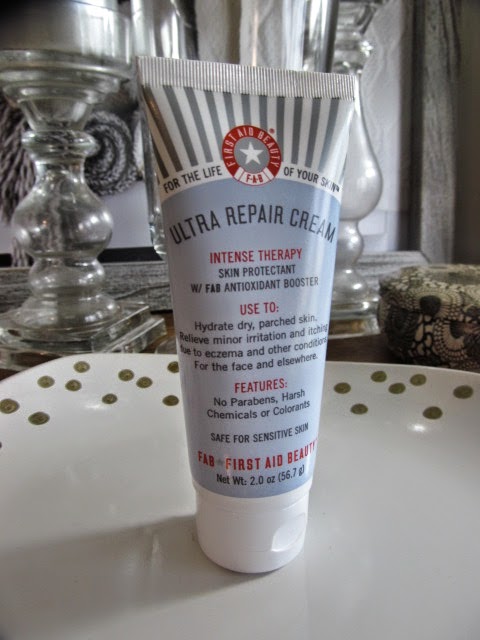 FIRST AID BEAUTY
FAB
FOR THE LIFE OF YOUR SKIN™
ULTRA REPAIR CREAM
INTENSE THERAPY
SKIN PROTECTANT
W/ FAB ANTIOXIDANT BOOSTER
USE TO:
Hydrate dry, parched skin,
Relieve minor irritation and itching
due to eczema and other conditions.
For the face and elsewhere.
FEATURES:
No Parabens, Harsh
Chemicals or Colorants
SAFE FOR SENSITIVE SKIN
FAB FIRST AID BEAUTY
Net Wt: 2.0 oz (56.7 g)